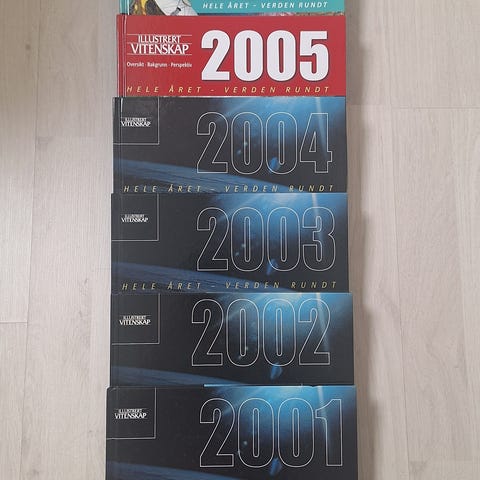 HELE ÅRET - VERDEN RUNDT
ILLUSTRERT
VITENSKAP
Oversikt · Bakgrunn · Perspektiv
2005
HELE ÅRET - VERDEN RUNDT
ILLUSTRERT
VITENSKAP
2004
HELE ÅRET - VERDEN RUNDT
ILLUSTRERT
VITENSKAP
2003
HELE ÅRET - VERDEN RUNDT
ILLUSTRERT
VITENSKAP
2002
ILLUSTRERT
VITENSKAP
2001